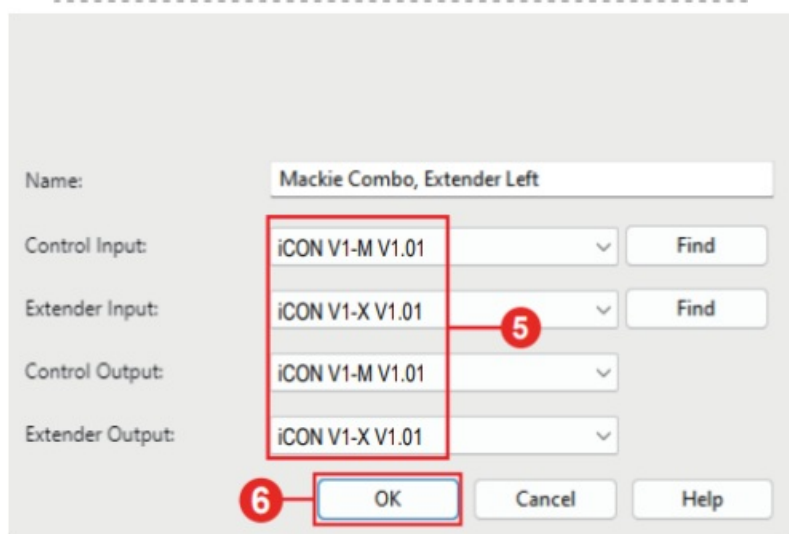 Name: Mackie Combo, Extender Left
Control Input: iCON V1-M V1.01 Find
Extender Input: iCON V1-X V1.01 Find
5
Control Output: iCON V1-M V1.01
Extender Output: iCON V1-X V1.01
6 OK Cancel Help